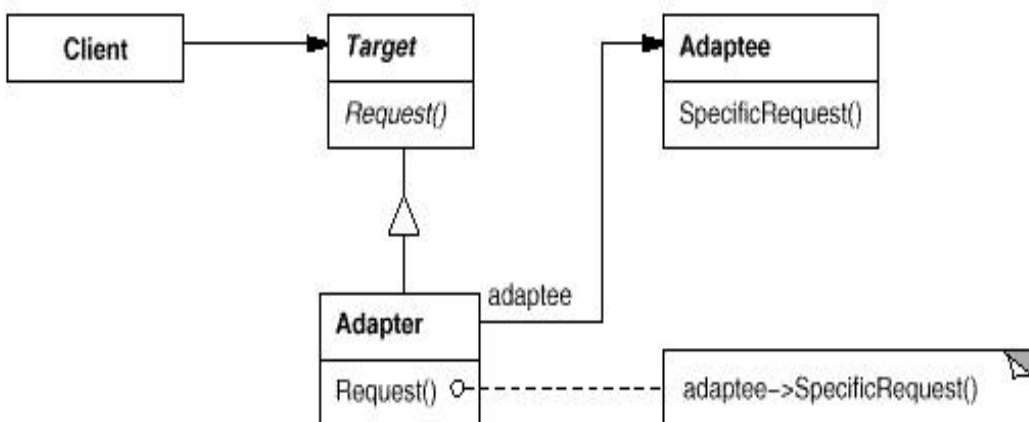 Client
Target
Request()
Adaptee
SpecificRequest()
adaptee
Adapter
Request()
adaptee->SpecificRequest()